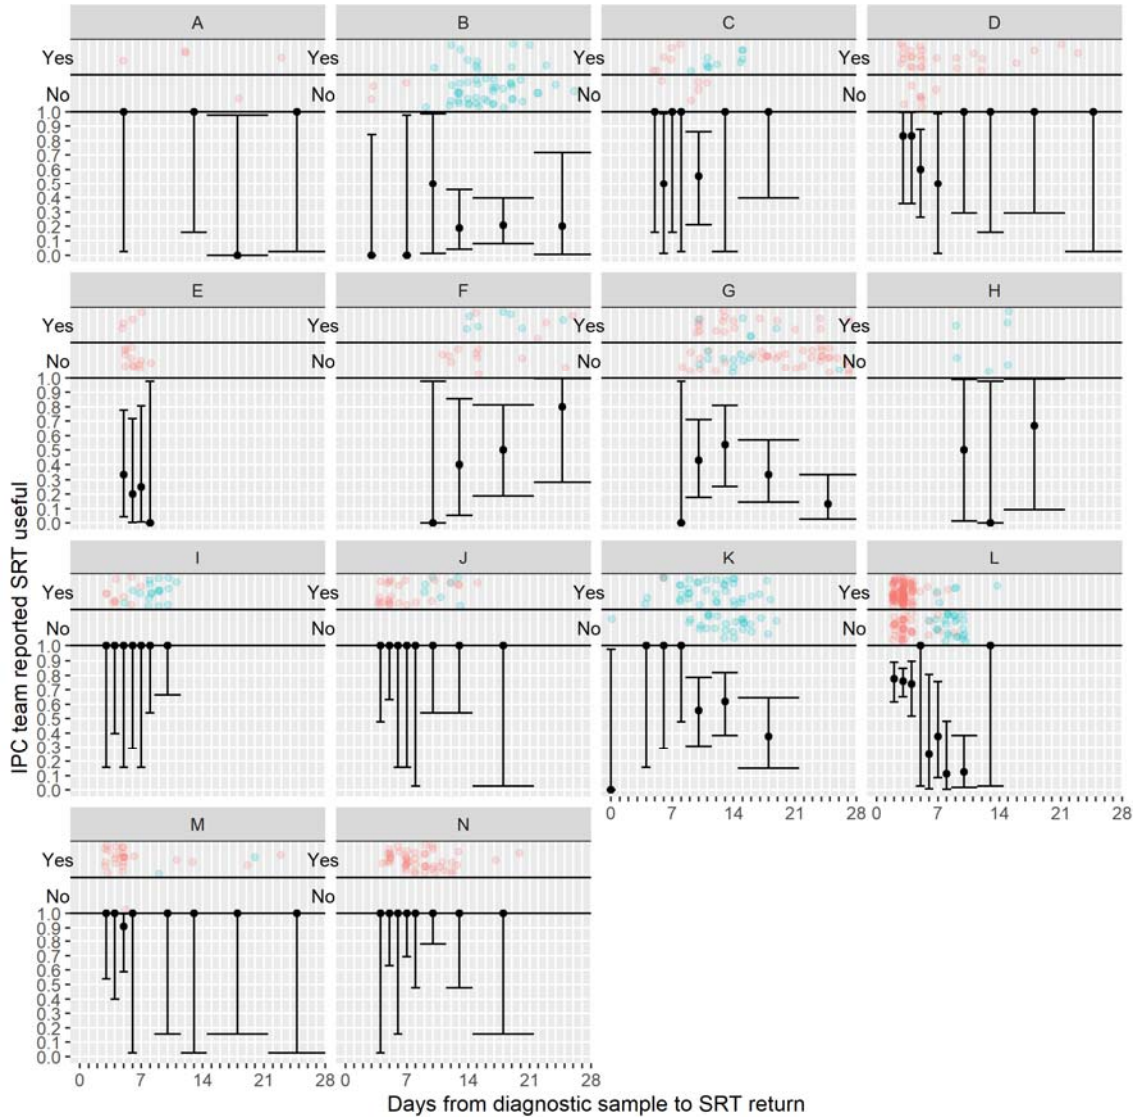 A B C D
Yes Yes Yes Yes
No No No No
1.0
0.9
0.8
0.7
0.6
0.5
0.4
0.3
0.2
0.1
0.0
E F G H
Yes Yes Yes Yes
No No No No
1.0
0.9
0.8
0.7
0.6
0.5
0.4
0.3
0.2
0.1
0.0
IPC team reported SRT useful
I J K L
Yes Yes Yes Yes
No No No No
1.0
0.9
0.8
0.7
0.6
0.5
0.4
0.3
0.2
0.1
0.0
0 7 14 21 28 0 7 14 21 28
M N
Yes Yes
No No
1.0
0.9
0.8
0.7
0.6
0.5
0.4
0.3
0.2
0.1
0.0
0 7 14 21 28 0 7 14 21 28
Days from diagnostic sample to SRT return